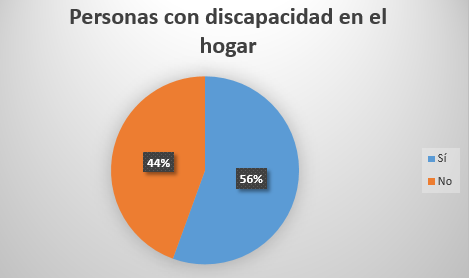 Personas con discapacidad en el
hogar
44%
56%
Sí
No